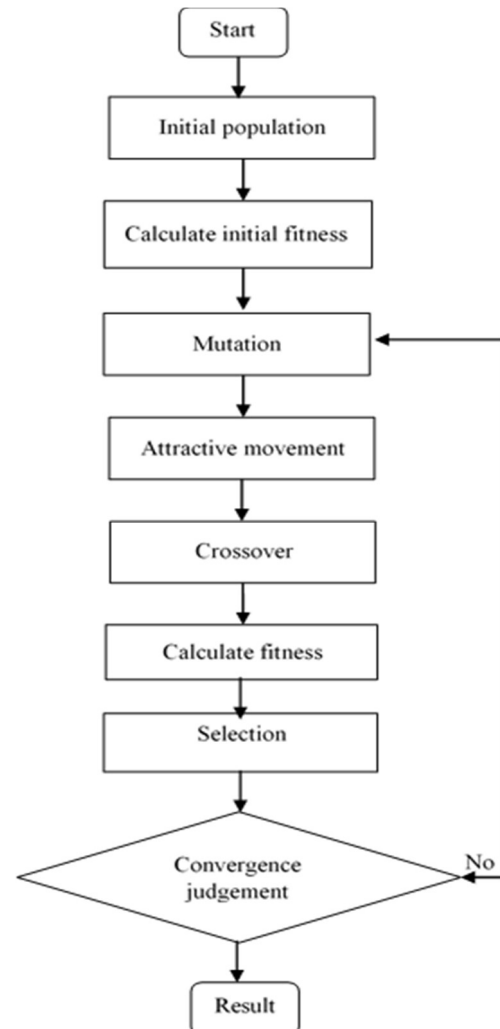 Start
Initial population
Calculate initial fitness
Mutation
Attractive movement
Crossover
Calculate fitness
Selection
Convergence
judgement
No
Result